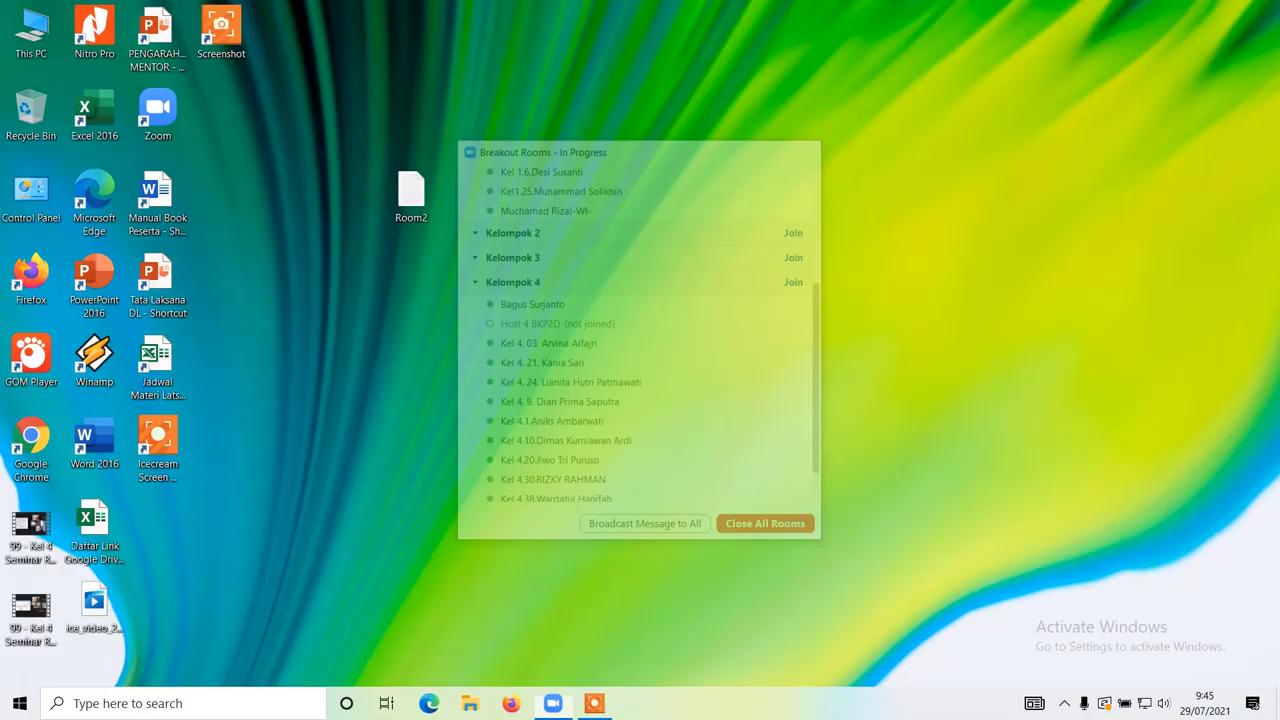 This PC
Nitro Pro
PENGARAH...
MENTOR - ...
Screenshot
Recycle Bin
Excel 2016
Zoom
Control Panel
Microsoft
Edge
Manual Book
Peserta - Sh...
Room2
Firefox
PowerPoint
2016
Tata Laksana
DL - Shortcut
GOM Player
Winamp
Jadwal
Materi Lats...
Google
Chrome
Word 2016
Icecream
Screen ...
99 - Kel 4
Seminar R...
Daftar Link
Google Driv...
99 - Kel 4
Seminar R...
ice_video_2...
Breakout Rooms - In Progress
Kel 1.6.Desi Susanti
Kel1.25.Muhammad Solikhin
Muchamad Rizal-WI-
Kelompok 2 Join
Kelompok 3 Join
Kelompok 4 Join
Bagus Surjanto
Host 4 BKP2D (not joined)
Kel 4. 03. Arvina Alfajri
Kel 4. 21. Kania Sari
Kel 4. 24. Lianita Hutri Patmawati
Kel 4. 9. Dian Prima Saputra
Kel 4.1.Aniks Ambarwati
Kel 4.10.Dimas Kurniawan Ardi
Kel 4.20Jiwo Tri Puruso
Kel 4.30.RIZKY RAHMAN
Kel 4.38.Wardatul Hanifah
Broadcast Message to All
Close All Rooms
Activate Windows
Go to Settings to activate Windows.
Type here to search
9:45
29/07/2021